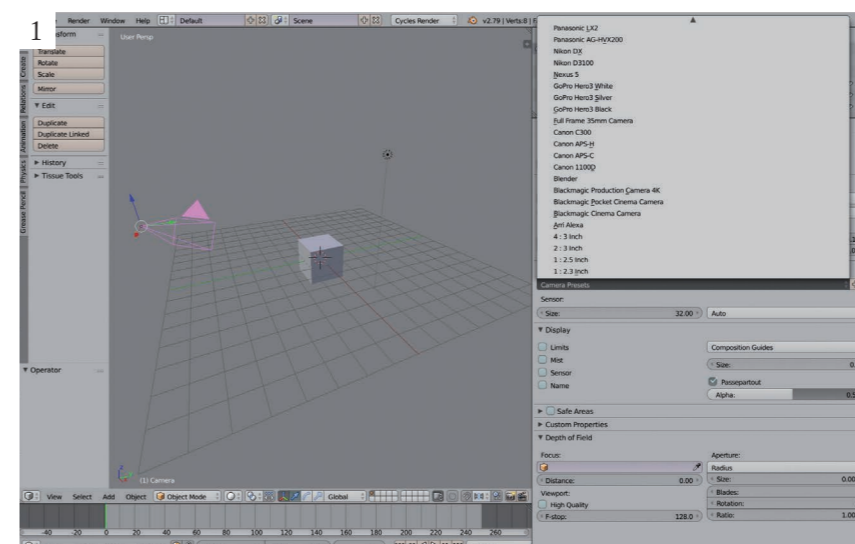 1
Render Window Help Default Scene Cycles Render v2.79 | Verts:8 |
Translate
Rotate
Scale
Mirror
Edit
Duplicate
Duplicate Linked
Delete
History
Tissue Tools
Operator
Create
Relations
Animation
Physics
Grease Pencil
User Persp
(1) Camera
Panasonic LX2
Panasonic AG-HVX200
Nikon DX
Nikon D3100
Nexus 5
GoPro Hero3 White
GoPro Hero3 Silver
GoPro Hero3 Black
Full Frame 35mm Camera
Canon C300
Canon APS-H
Canon APS-C
Canon 1100D
Blender
Blackmagic Production Camera 4K
Blackmagic Pocket Cinema Camera
Blackmagic Cinema Camera
Arri Alexa
4 : 3 Inch
2 : 3 Inch
1 : 2.5 Inch
1 : 2.3 Inch
Camera Presets
Sensor:
Size: 32.00 Auto
Display
Limits Composition Guides
Mist Size:
Sensor
Name Passepartout
Alpha:
Safe Areas
Custom Properties
Depth of Field
Focus: Aperture:
Radius
Distance: 0.00 Size: 0.00
Viewport: Blades:
High Quality Rotation:
F-stop: 128.0 Ratio: 1.00
View Select Add Object Object Mode Global
-40 -20 0 20 40 60 80 100 120 140 160 180 200 220 240 260